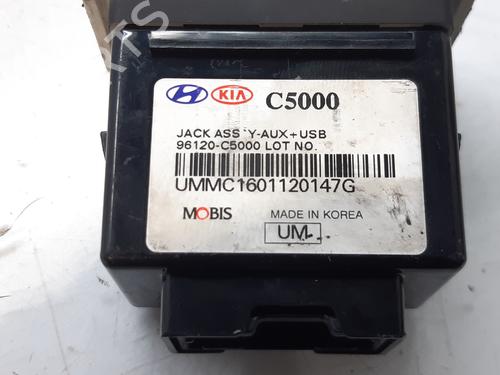 KIA C5000
JACK ASS`Y-AUX+USB
96120-C5000 LOT NO.
UMMC1601120147G
MOBIS MADE IN KOREA
UM